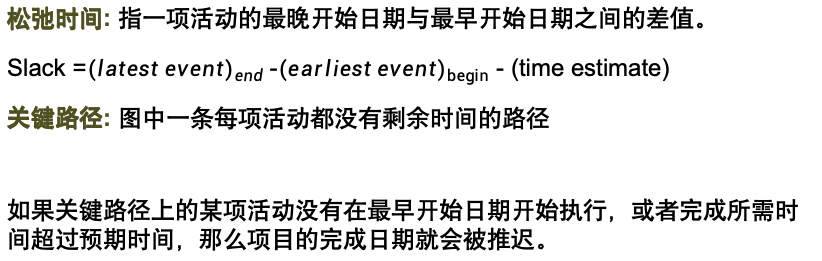 松弛时间: 指一项活动的最晚开始日期与最早开始日期之间的差值。
Slack =(latest event)end -(earliest event)begin - (time estimate)
关键路径: 图中一条每项活动都没有剩余时间的路径
如果关键路径上的某项活动没有在最早开始日期开始执行，或者完成所需时
间超过预期时间，那么项目的完成日期就会被推迟。